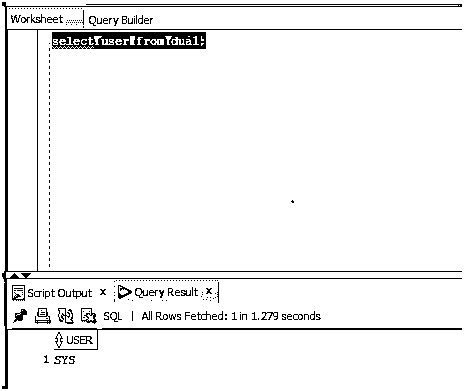 Worksheet Query Builder
select user from dual;
Script Output x Query Result x
SQL | All Rows Fetched: 1 in 1.279 seconds
USER
1 SYS